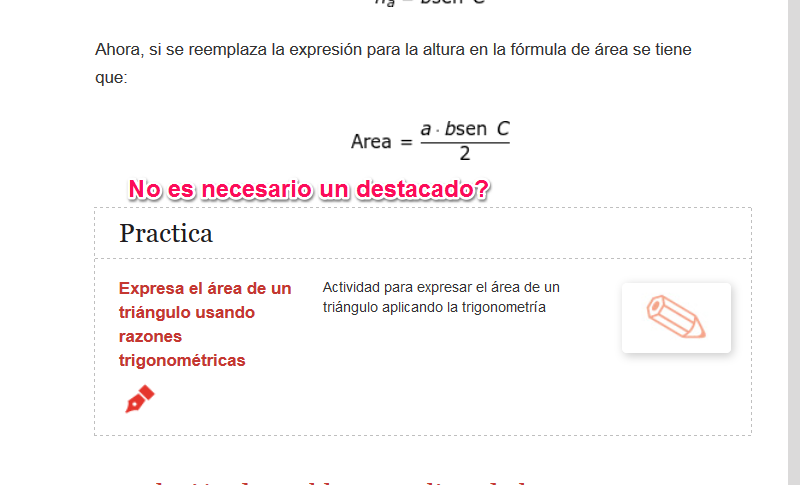 Ahora, si se reemplaza la expresión para la altura en la fórmula de área se tiene
que:
Area = a · bsen C / 2
No es necesario un destacado?
Practica
Expresa el área de un
triángulo usando
razones
trigonométricas
Actividad para expresar el área de un
triángulo aplicando la trigonometría